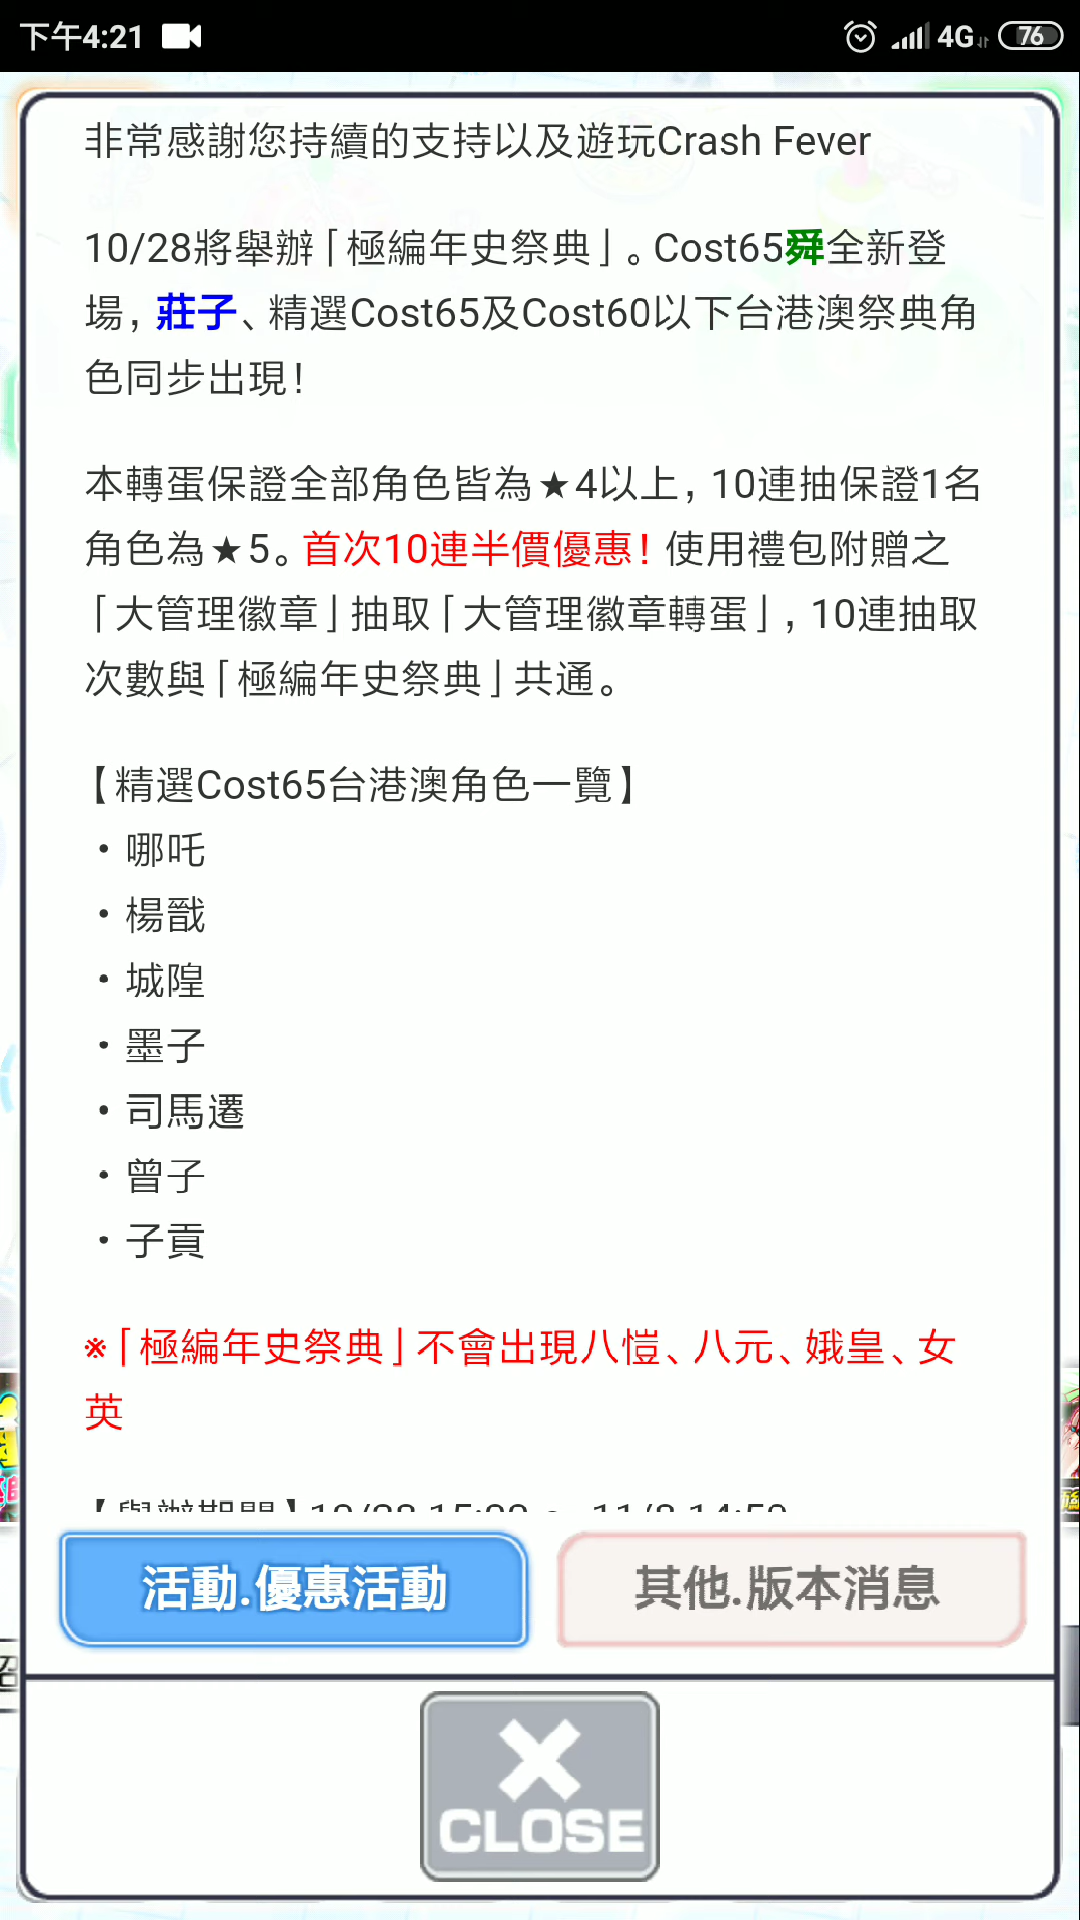 下午4:21
4G
76
非常感謝您持續的支持以及遊玩Crash Fever
10/28將舉辦「極編年史祭典」。Cost65舜全新登
場，莊子、精選Cost65及Cost60以下台港澳祭典角
色同步出現！
本轉蛋保證全部角色皆為★4以上，10連抽保證1名
角色為★5。首次10連半價優惠！使用禮包附贈之
「大管理徽章」抽取「大管理徽章轉蛋」，10連抽取
次數與「極編年史祭典」共通。
【精選Cost65台港澳角色一覽】
・哪吒
・楊戩
・城隍
・墨子
・司馬遷
・曾子
・子貢
※「極編年史祭典」不會出現八愷、八元、娥皇、女
英
活動.優惠活動
其他.版本消息
CLOSE